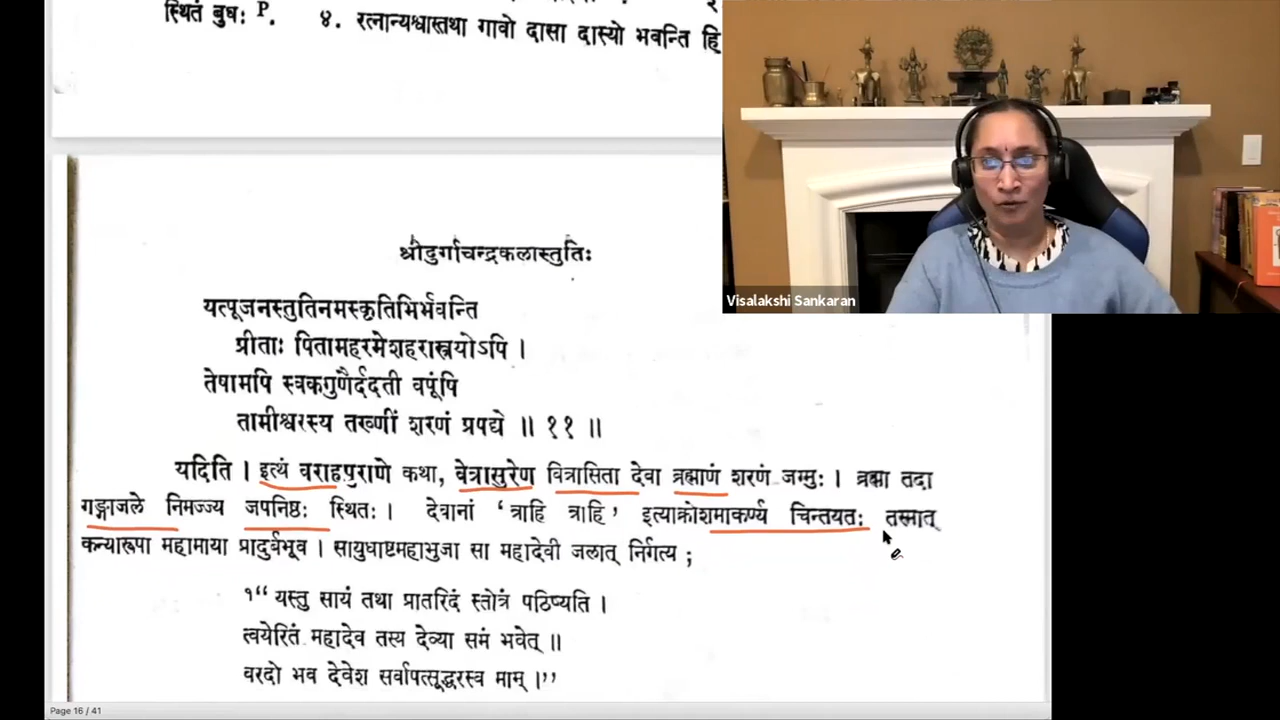 स्थितं बुधः P. ४. रत्नान्यश्वास्तथा गावो दासा दास्यो भवन्ति हि
Visalakshi Sankaran
श्रीदुर्गाचन्द्रकलास्तुतिः
यत्पूजनस्तुतिनमस्कृतिभिर्भवन्ति
प्रीताः पितामहरमेशहरास्त्रयोऽपि ।
तेषामपि स्वकगुणैर्ददती वपूंषि
तामीश्वरस्य तरुणीं शरणं प्रपद्ये ॥ ११ ॥
यदिति । इत्थं वराहपुराणे कथा, वेत्रासुरेण वित्रासिता देवा ब्रह्माणं शरणं जग्मुः । ब्रह्मा तदा
गङ्गाजले निमज्ज्य जपनिष्ठः स्थितः । देवानां ‘त्राहि त्राहि’ इत्याक्रोशमाकर्ण्य चिन्तयतः तस्मात्
कन्यारूपा महामाया प्रादुर्बभूव । सायुधाष्टमहाभुजा सा महादेवी जलात् निर्गत्य ;
१“ यस्तु सायं तथा प्रातरिदं स्तोत्रं पठिष्यति ।
त्वयेरितं महादेव तस्य देव्या समं भवेत् ॥
वरदो भव देवेश सर्वापत्सूद्धरस्व माम् ।”
Page 16 / 41